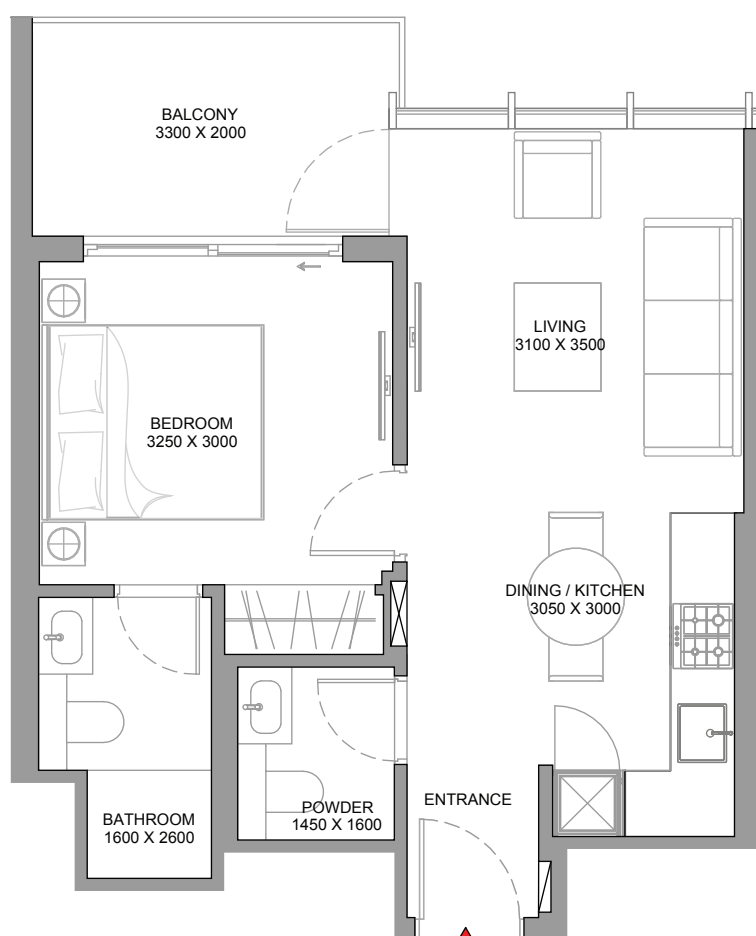 BALCONY
3300 X 2000
LIVING
3100 X 3500
BEDROOM
3250 X 3000
DINING / KITCHEN
3050 X 3000
ENTRANCE
POWDER
1450 X 1600
BATHROOM
1600 X 2600